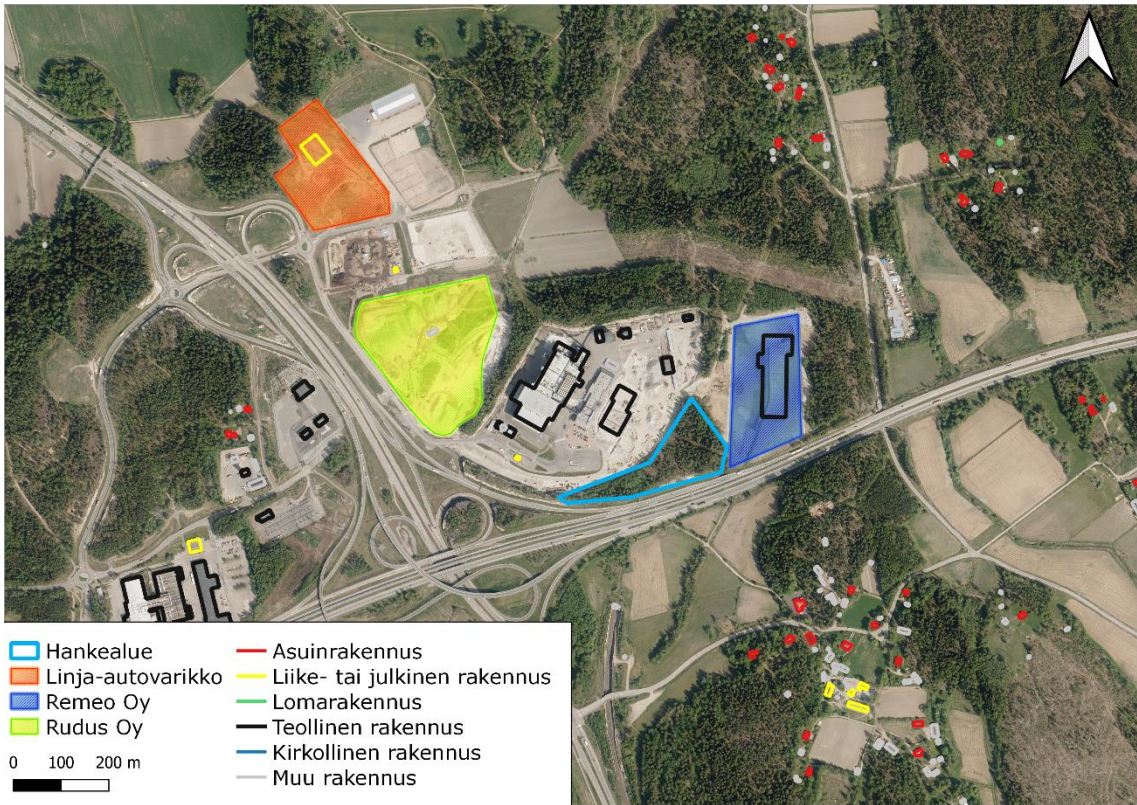 Hankealue
Linja-autovarikko
Remeo Oy
Rudus Oy
0 100 200 m
Asuinrakennus
Liike- tai julkinen rakennus
Lomarakennus
Teollinen rakennus
Kirkollinen rakennus
Muu rakennus